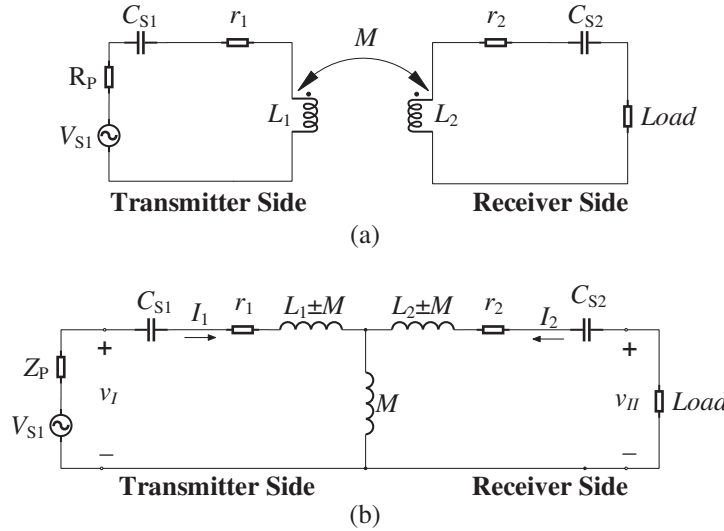 C_S1 r_1 M r_2 C_S2
R_P V_S1 L_1 L_2 Load
Transmitter Side Receiver Side
(a)
C_S1 I_1 r_1 L_1±M L_2±M r_2 I_2 C_S2
Z_P + v_I V_S1 − M + v_II − Load
Transmitter Side Receiver Side
(b)